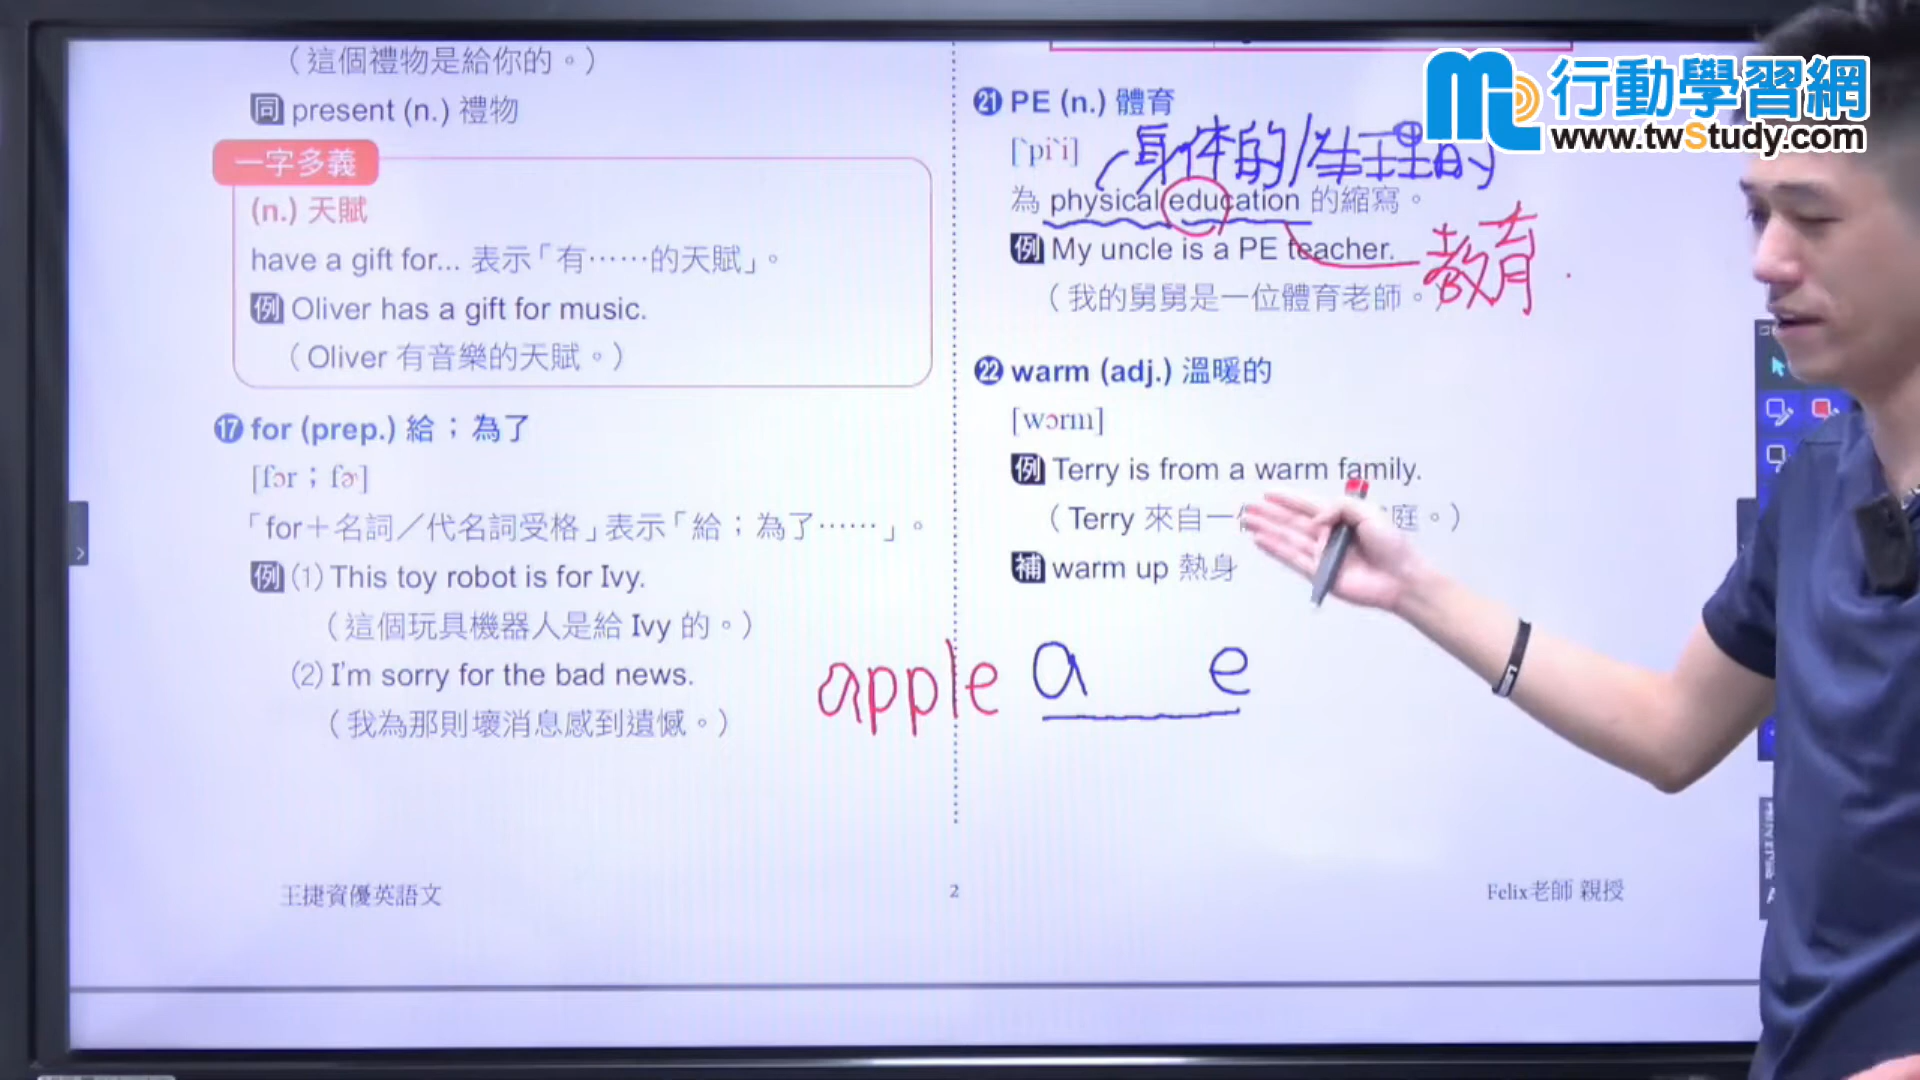 （這個禮物是給你的。）
同 present (n.) 禮物
一字多義
(n.) 天賦
have a gift for... 表示「有……的天賦」。
例 Oliver has a gift for music.
（Oliver 有音樂的天賦。）
17 for (prep.) 給；為了
[fɔr；fɚ]
「for＋名詞／代名詞受格」表示「給；為了……」。
例 (1) This toy robot is for Ivy.
（這個玩具機器人是給 Ivy 的。）
(2) I'm sorry for the bad news.
（我為那則壞消息感到遺憾。）
apple
a e
21 PE (n.) 體育
[ˋpiˋi]
身体的/生理的
為 physical education 的縮寫。
例 My uncle is a PE teacher.
教育
（我的舅舅是一位體育老師。）
22 warm (adj.) 溫暖的
[wɔrm]
例 Terry is from a warm family.
（Terry 來自一 庭。）
補 warm up 熱身
王捷資優英語文
2
Felix老師 親授
行動學習網
www.twStudy.com